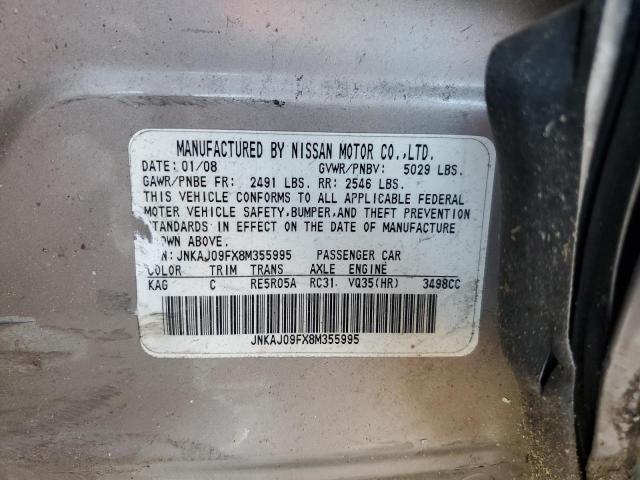 MANUFACTURED BY NISSAN MOTOR CO.,LTD.
DATE: 01/08 GVWR/PNBV: 5029 LBS.
GAWR/PNBE FR: 2491 LBS. RR: 2546 LBS.
THIS VEHICLE CONFORMS TO ALL APPLICABLE FEDERAL
MOTOR VEHICLE SAFETY,BUMPER,AND THEFT PREVENTION
STANDARDS IN EFFECT ON THE DATE OF MANUFACTURE
OWN ABOVE.
N: JNKAJ09FX8M355995 PASSENGER CAR
COLOR TRIM TRANS AXLE ENGINE
KAG C RE5R05A RC31 VQ35(HR) 3498CC
JNKAJ09FX8M355995